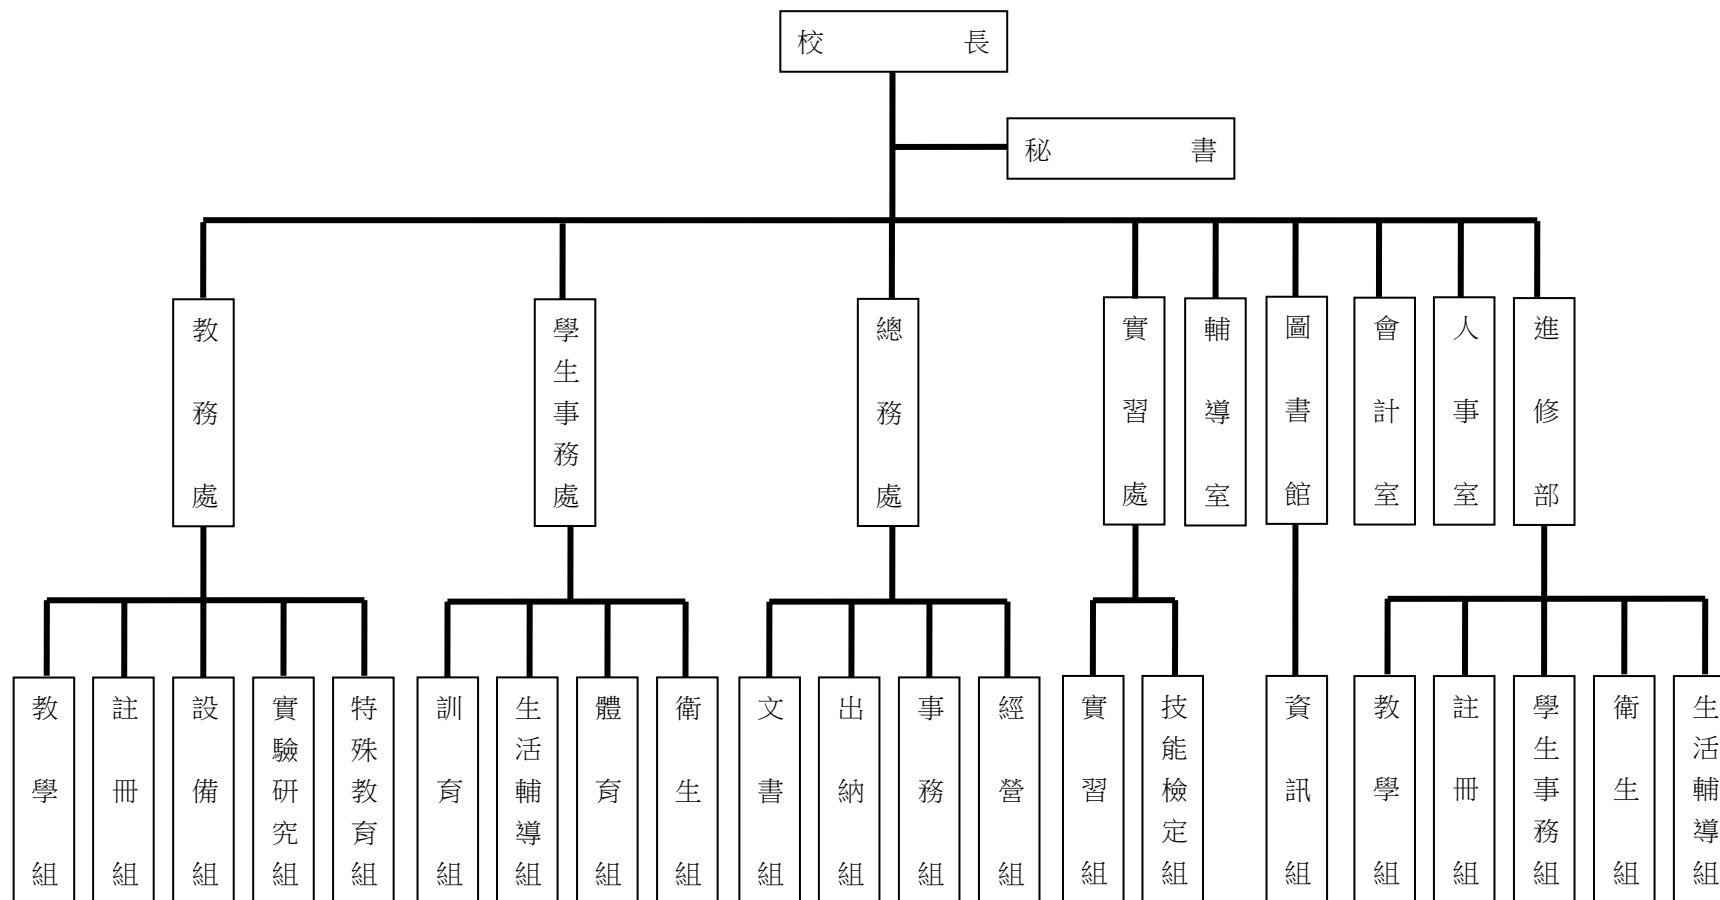 校長
秘書
教務處
學生事務處
總務處
實習處
輔導室
圖書館
會計室
人事室
進修部
教學組
註冊組
設備組
實驗研究組
特殊教育組
訓育組
生活輔導組
體育組
衛生組
文書組
出納組
事務組
經營組
實習組
技能檢定組
資訊組
教學組
註冊組
學生事務組
衛生組
生活輔導組